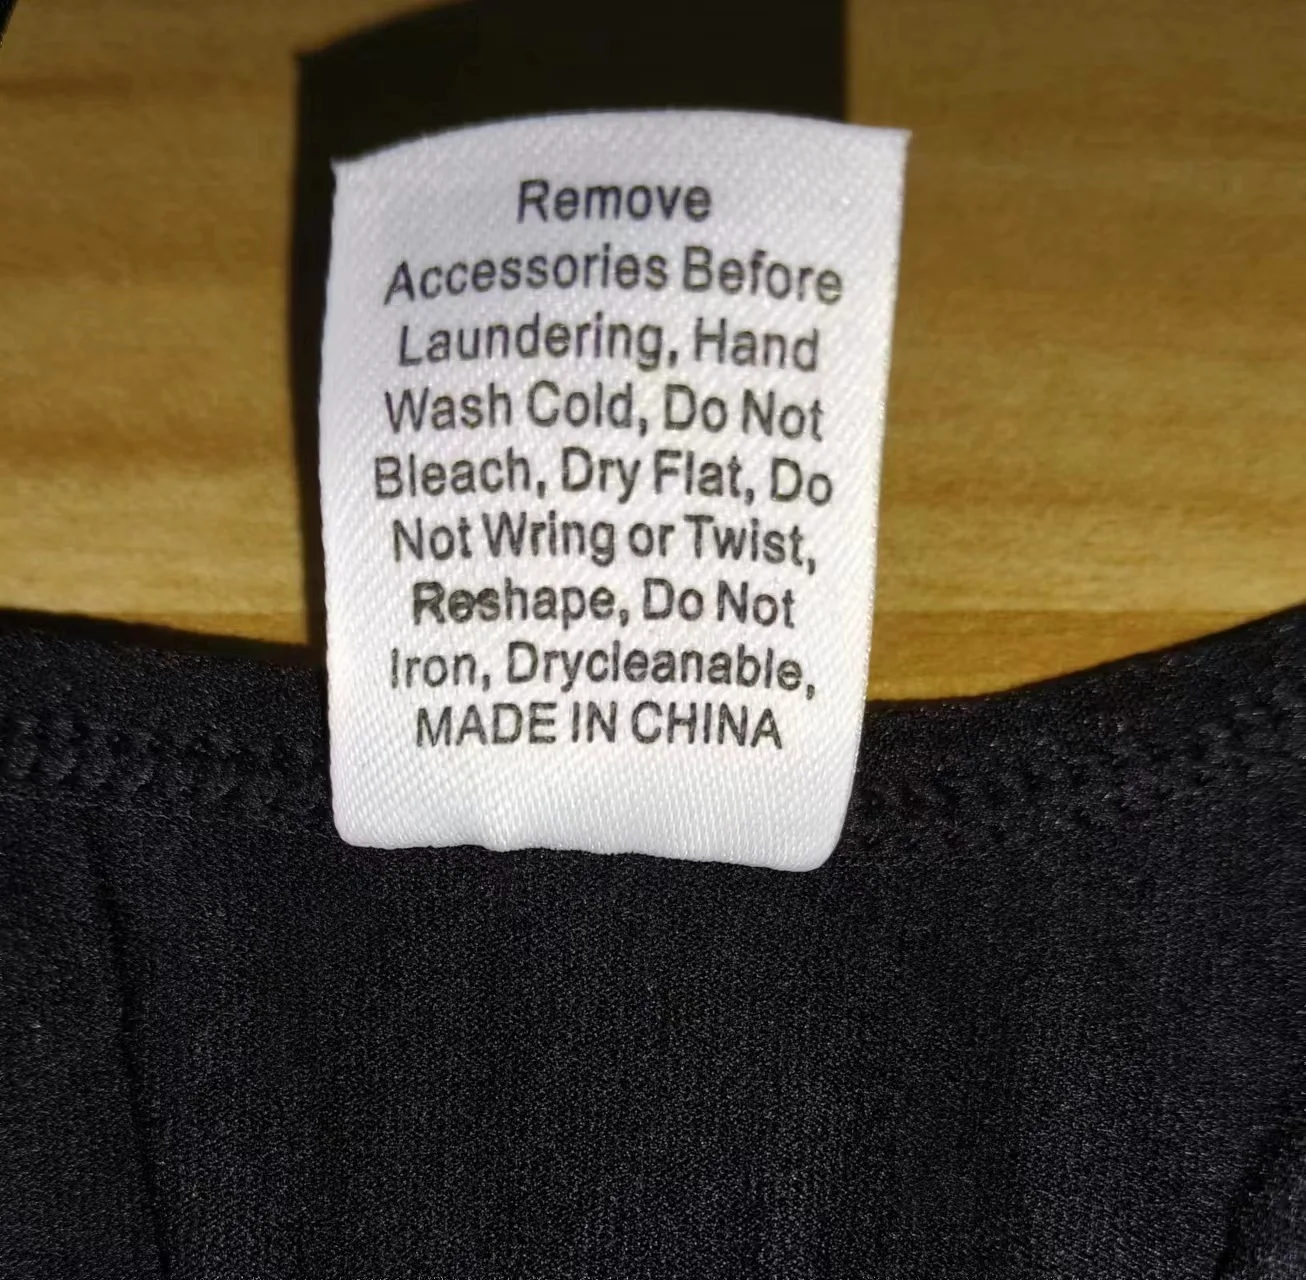 Remove
Accessories Before
Laundering, Hand
Wash Cold, Do Not
Bleach, Dry Flat, Do
Not Wring or Twist,
Reshape, Do Not
Iron, Drycleanable,
MADE IN CHINA